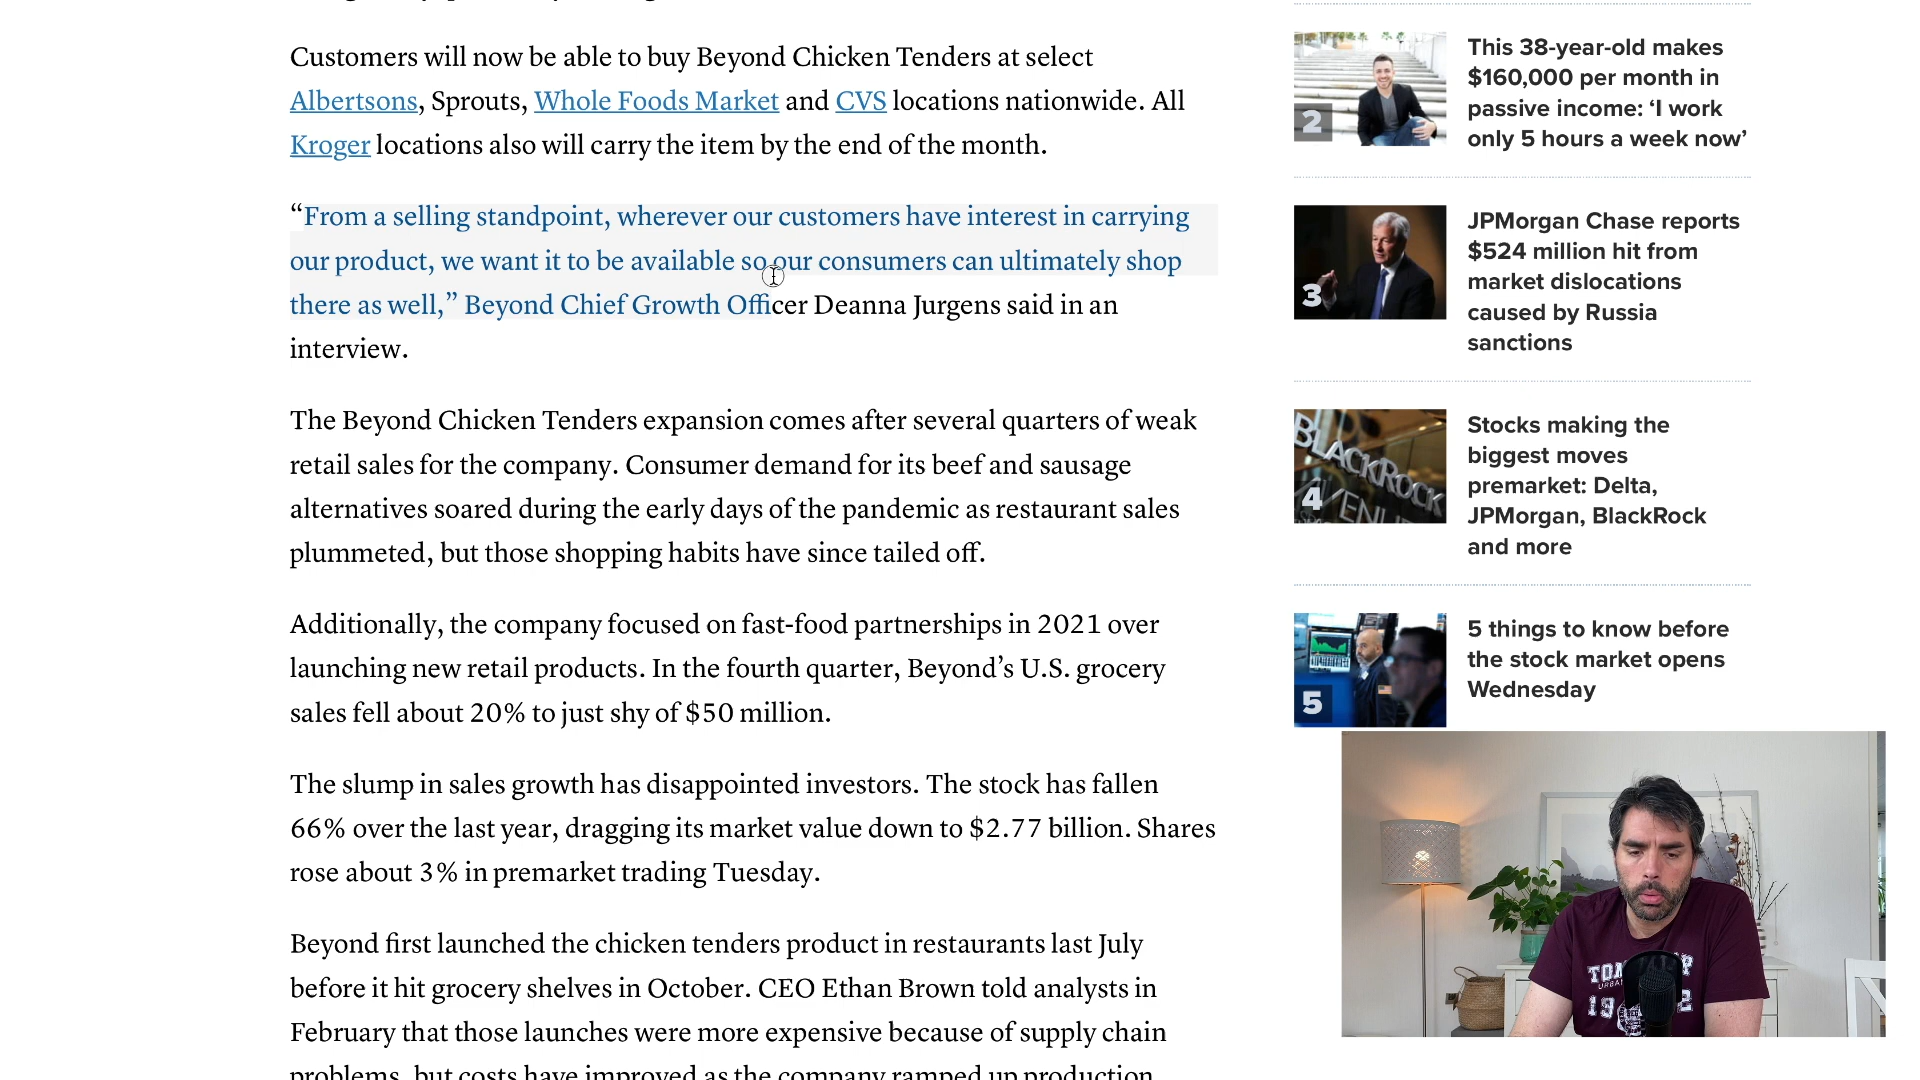 Customers will now be able to buy Beyond Chicken Tenders at select
Albertsons, Sprouts, Whole Foods Market and CVS locations nationwide. All
Kroger locations also will carry the item by the end of the month.
“From a selling standpoint, wherever our customers have interest in carrying
our product, we want it to be available so our consumers can ultimately shop
there as well,” Beyond Chief Growth Officer Deanna Jurgens said in an
interview.
The Beyond Chicken Tenders expansion comes after several quarters of weak
retail sales for the company. Consumer demand for its beef and sausage
alternatives soared during the early days of the pandemic as restaurant sales
plummeted, but those shopping habits have since tailed off.
Additionally, the company focused on fast-food partnerships in 2021 over
launching new retail products. In the fourth quarter, Beyond’s U.S. grocery
sales fell about 20% to just shy of $50 million.
The slump in sales growth has disappointed investors. The stock has fallen
66% over the last year, dragging its market value down to $2.77 billion. Shares
rose about 3% in premarket trading Tuesday.
Beyond first launched the chicken tenders product in restaurants last July
before it hit grocery shelves in October. CEO Ethan Brown told analysts in
February that those launches were more expensive because of supply chain
problems, but costs have improved as the company ramped up production
2
This 38-year-old makes
$160,000 per month in
passive income: ‘I work
only 5 hours a week now’
3
JPMorgan Chase reports
$524 million hit from
market dislocations
caused by Russia
sanctions
BLACKROCK
4
Stocks making the
biggest moves
premarket: Delta,
JPMorgan, BlackRock
and more
5
5 things to know before
the stock market opens
Wednesday